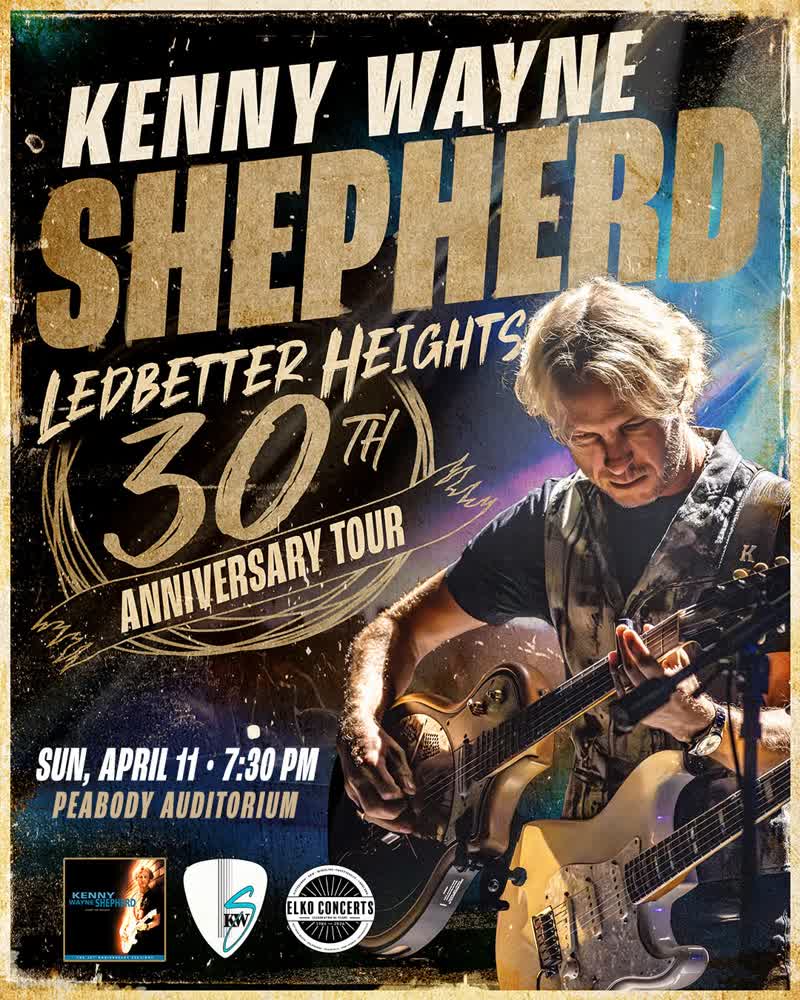 KENNY WAYNE
SHEPHERD
LEDBETTER HEIGHTS
30TH
ANNIVERSARY TOUR
K
SUN, APRIL 11 • 7:30 PM
PEABODY AUDITORIUM
KENNY
WAYNE SHEPHERD
KWS
ELKO CONCERTS